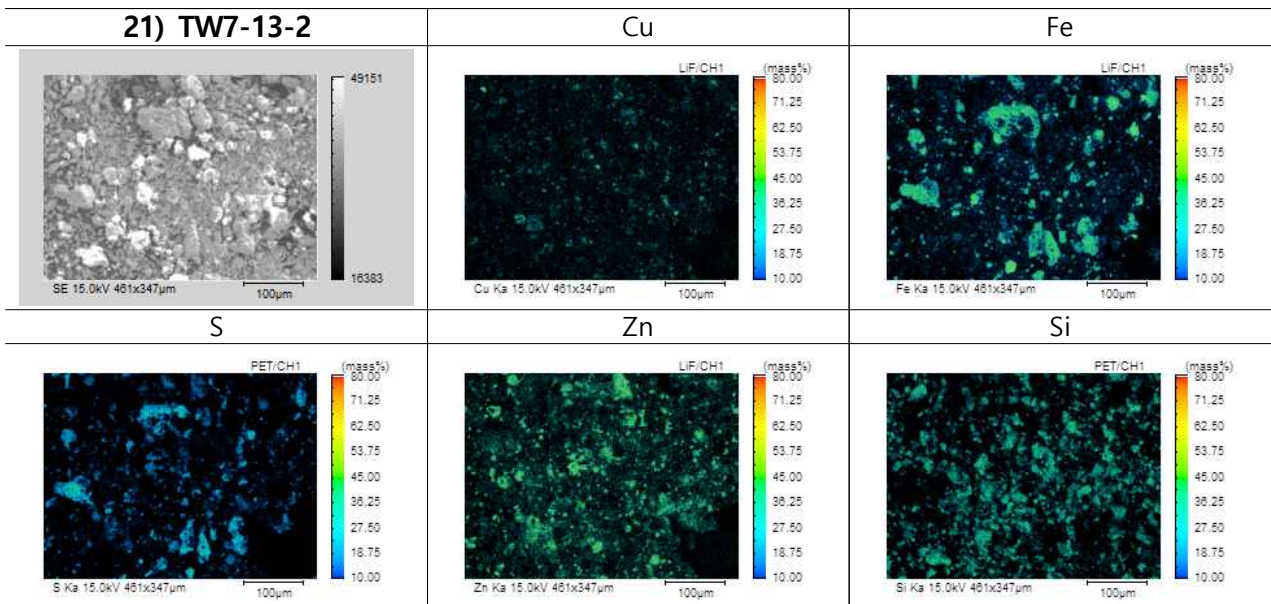 21) TW7-13-2
Cu
Fe
49151
16383
SE 15.0kV 461x347µm
100µm
LiF/CH1
(mass%)
80.00
71.25
62.50
53.75
45.00
36.25
27.50
18.75
10.00
Cu Ka 15.0kV 461x347µm
100µm
LiF/CH1
(mass%)
80.00
71.25
62.50
53.75
45.00
36.25
27.50
18.75
10.00
Fe Ka 15.0kV 461x347µm
100µm
S
Zn
Si
PET/CH1
(mass%)
80.00
71.25
62.50
53.75
45.00
36.25
27.50
18.75
10.00
S Ka 15.0kV 461x347µm
100µm
LiF/CH1
(mass%)
80.00
71.25
62.50
53.75
45.00
36.25
27.50
18.75
10.00
Zn Ka 15.0kV 461x347µm
100µm
PET/CH1
(mass%)
80.00
71.25
62.50
53.75
45.00
36.25
27.50
18.75
10.00
Si Ka 15.0kV 461x347µm
100µm